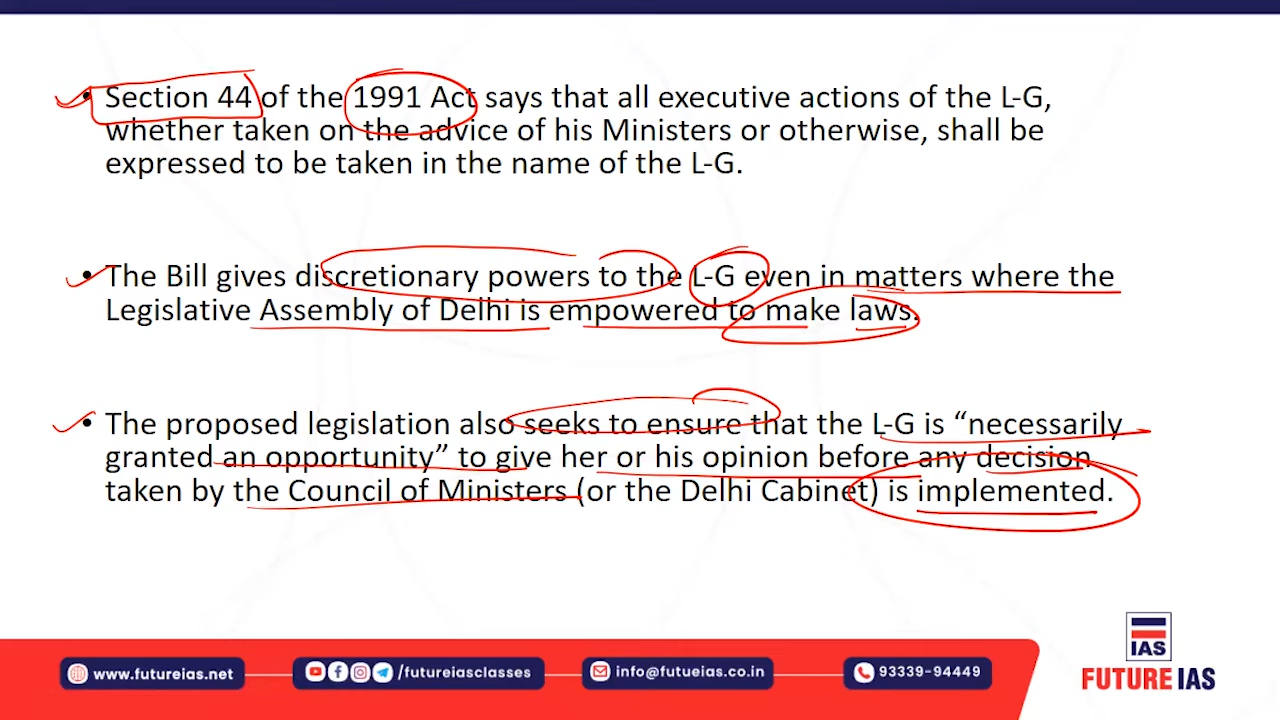 • Section 44 of the 1991 Act says that all executive actions of the L-G,
whether taken on the advice of his Ministers or otherwise, shall be
expressed to be taken in the name of the L-G.
• The Bill gives discretionary powers to the L-G even in matters where the
Legislative Assembly of Delhi is empowered to make laws.
• The proposed legislation also seeks to ensure that the L-G is “necessarily
granted an opportunity” to give her or his opinion before any decision
taken by the Council of Ministers (or the Delhi Cabinet) is implemented.
IAS
FUTURE IAS
www.futureias.net
/futureiasclasses
info@futueias.co.in
93339-94449